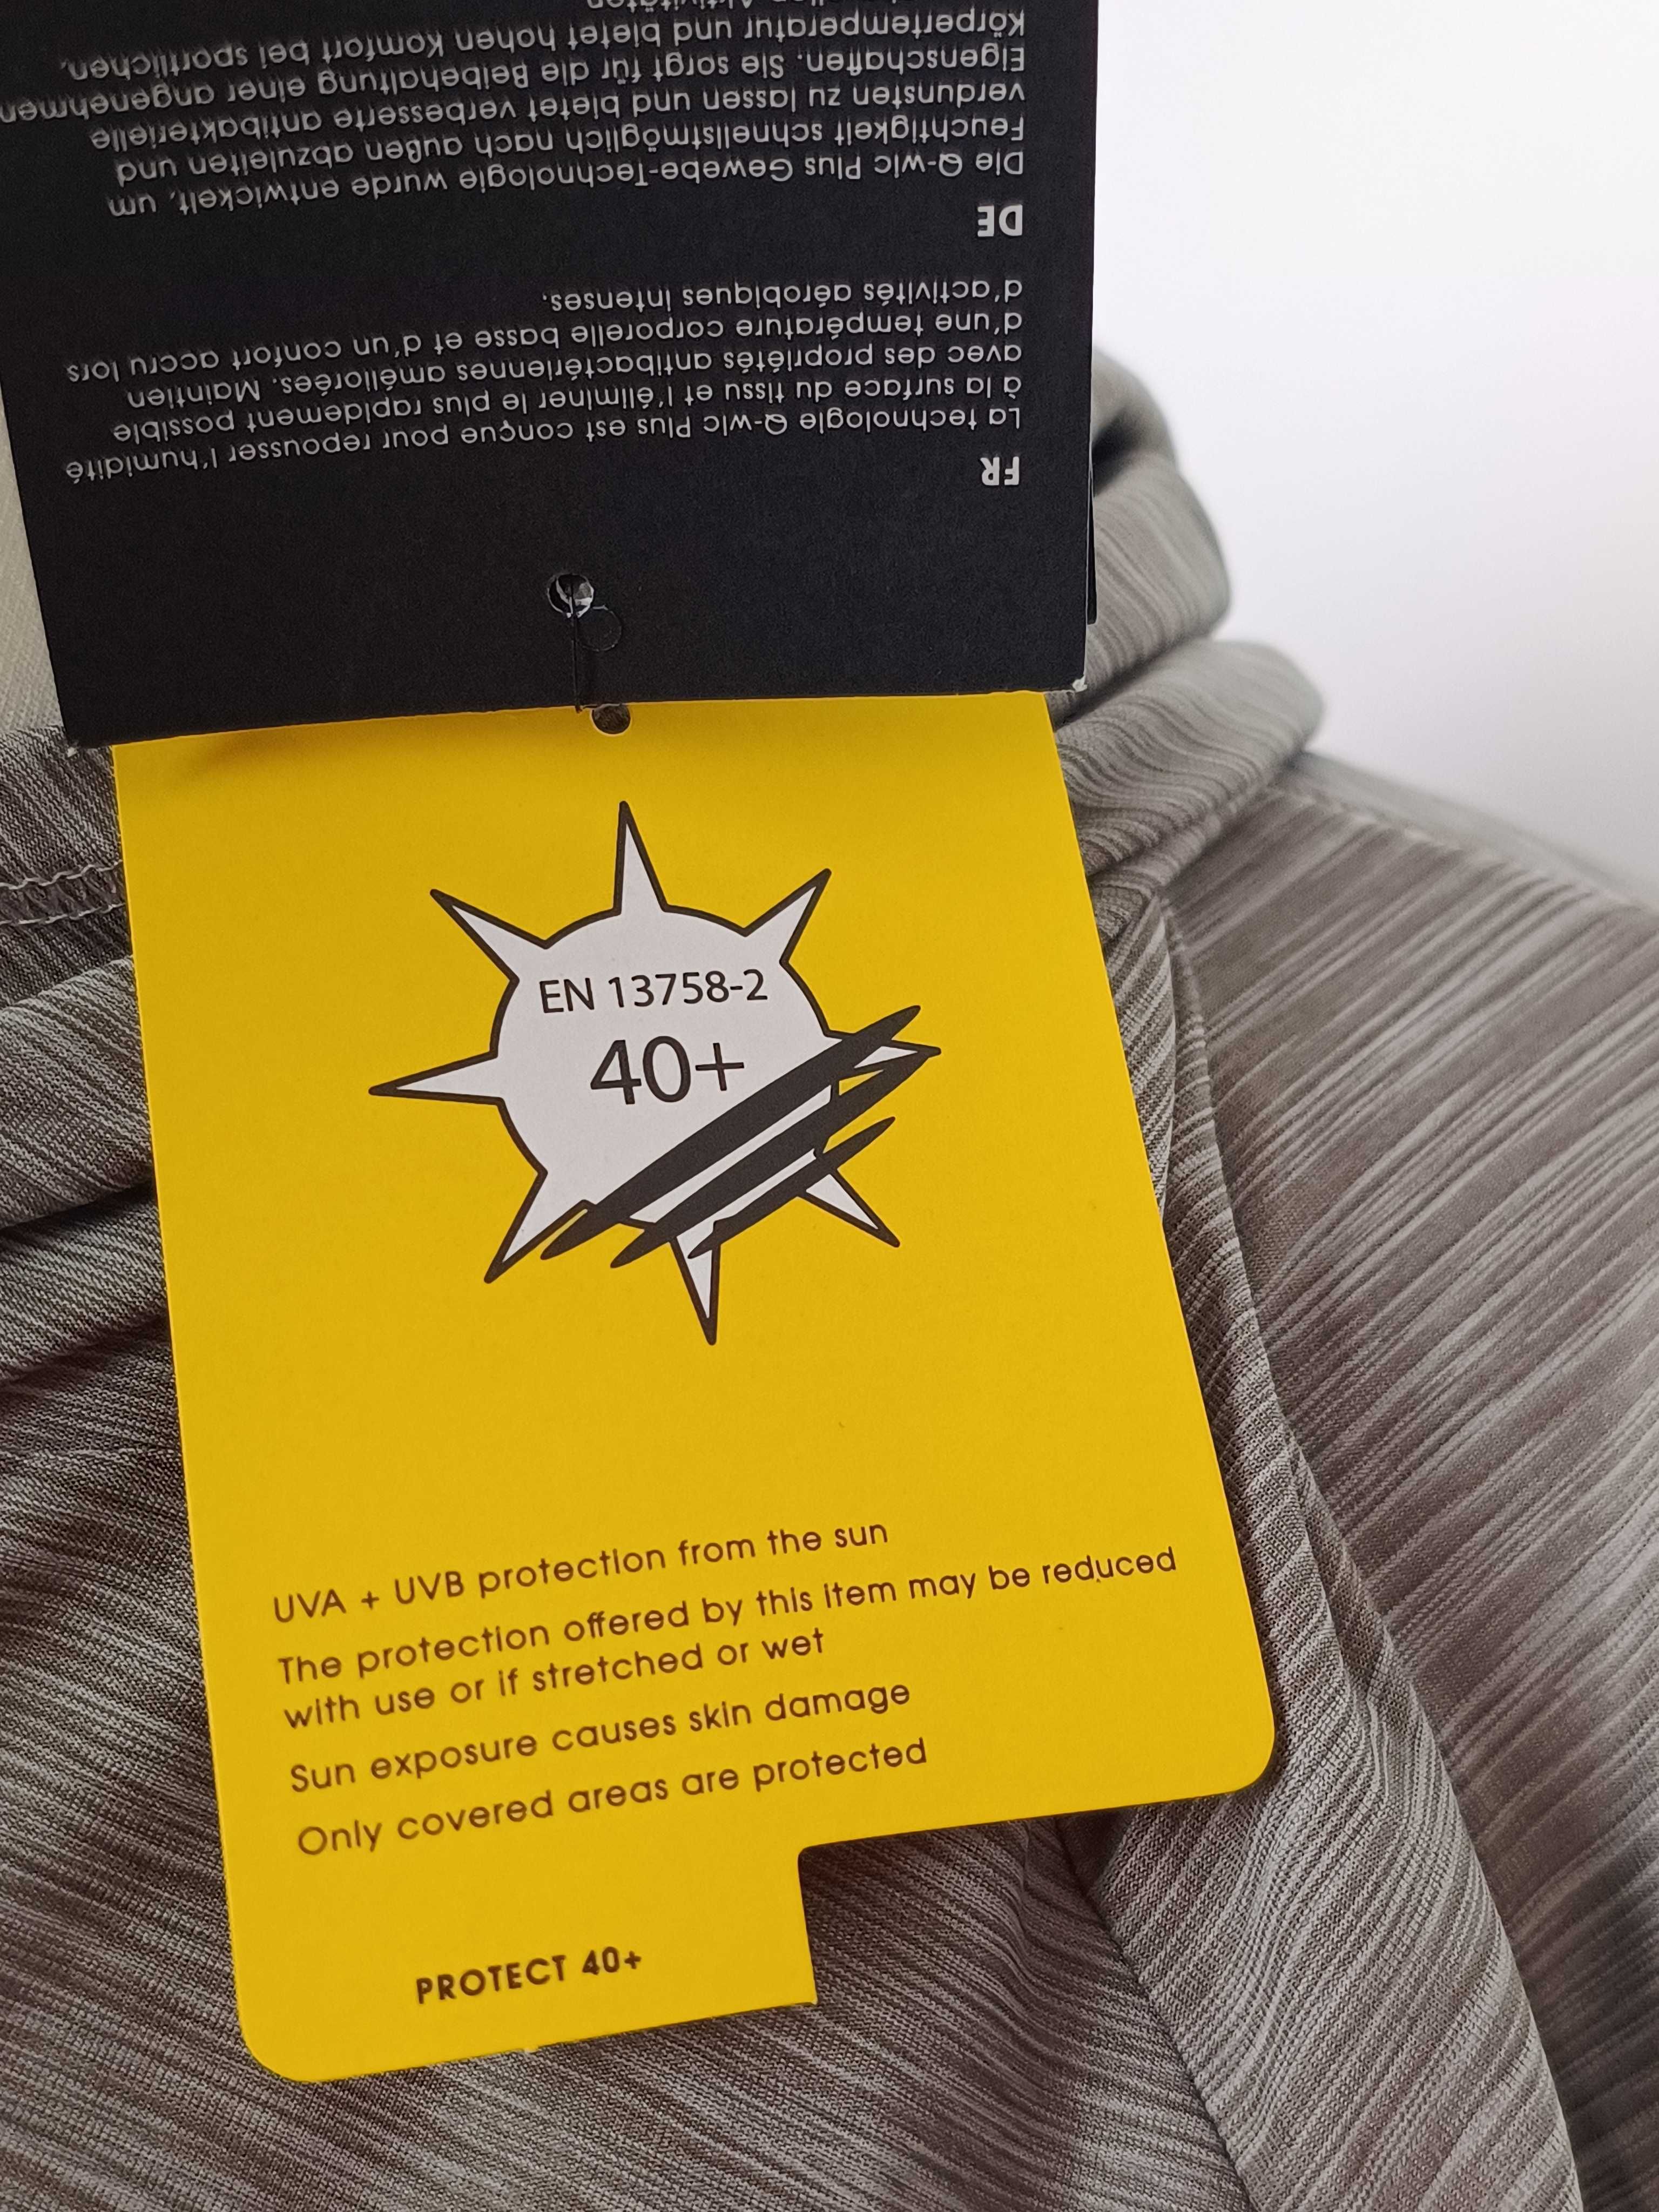 FR
La technologie Q-wic Plus est conçue pour repousser l'humidité
à la surface du tissu et l'éliminer le plus rapidement possible
avec des propriétés antibactériennes améliorées. Maintien
d'une température corporelle basse et d'un confort accru lors
d'activités aérobiques intenses.
DE
Die Q-wic Plus Gewebe-Technologie wurde entwickelt, um
Feuchtigkeit schnellstmöglich nach außen abzuleiten und
verdunsten zu lassen und bietet verbesserte antibakterielle
Eigenschaften. Sie sorgt für die Beibehaltung einer angenehmen
Körpertemperatur und bietet hohen Komfort bei sportlichen,
EN 13758-2
40+
UVA + UVB protection from the sun
The protection offered by this item may be reduced
with use or if stretched or wet
Sun exposure causes skin damage
Only covered areas are protected
PROTECT 40+